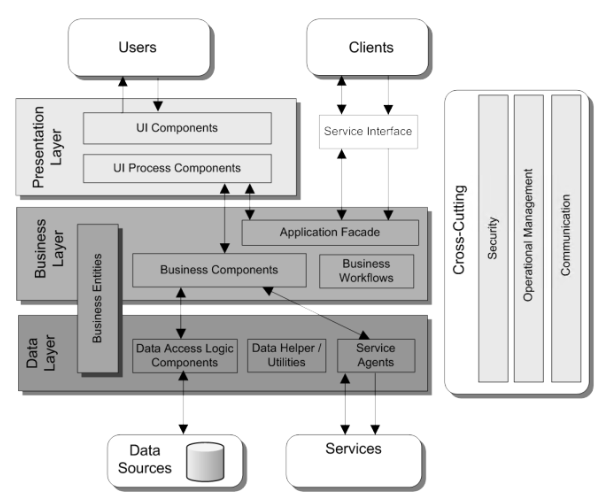 Users
Clients
Presentation
Layer
UI Components
UI Process Components
Service Interface
Business
Layer
Business Entities
Application Facade
Business Components
Business
Workflows
Data
Layer
Data Access Logic
Components
Data Helper /
Utilities
Service
Agents
Data
Sources
Services
Cross-Cutting
Security
Operational Management
Communication